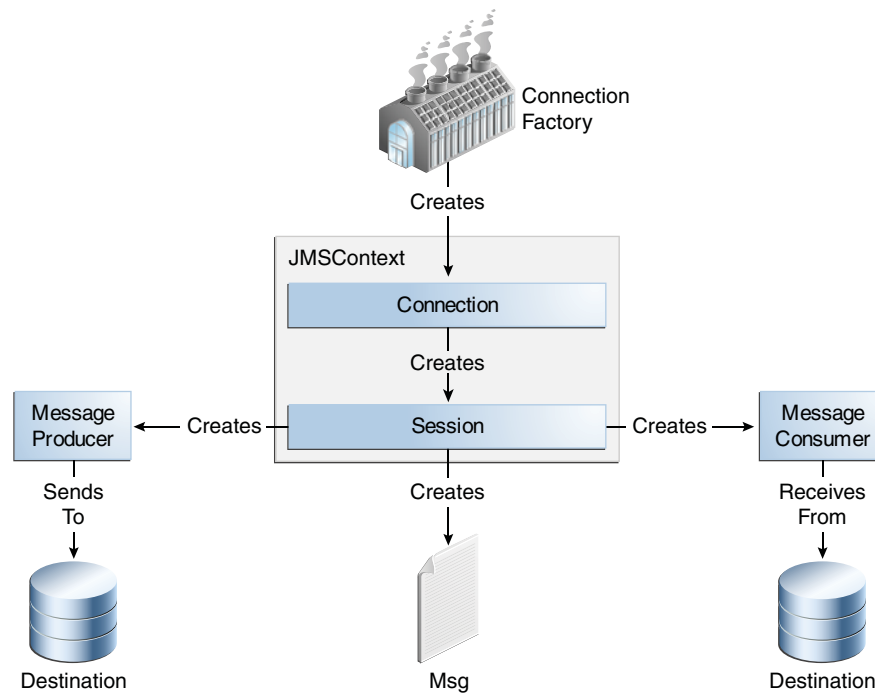 Connection
Factory
Creates
JMSContext
Connection
Creates
Message
Producer
Creates
Session
Creates
Message
Consumer
Sends
To
Creates
Receives
From
Destination
Msg
Destination